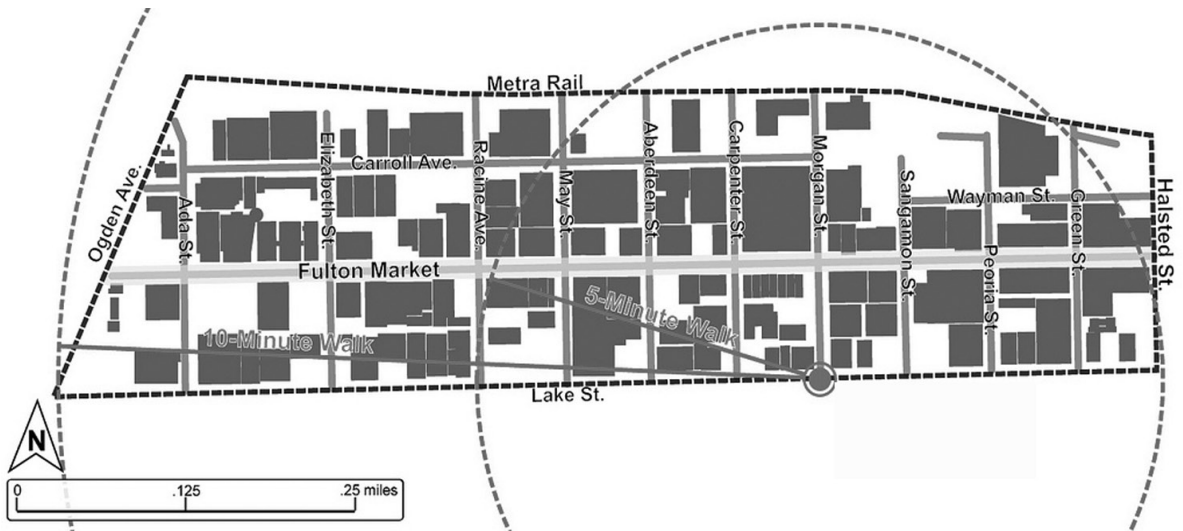 Metra Rail
Ogden Ave.
Ada St.
Elizabeth St.
Carroll Ave.
Racine Ave.
May St.
Aberdeen St.
Carpenter St.
Morgan St.
Sangamon St.
Wayman St.
Peoria St.
Green St.
Halsted St.
Fulton Market
5-Minute Walk
10-Minute Walk
Lake St.
N
0 .125 .25 miles